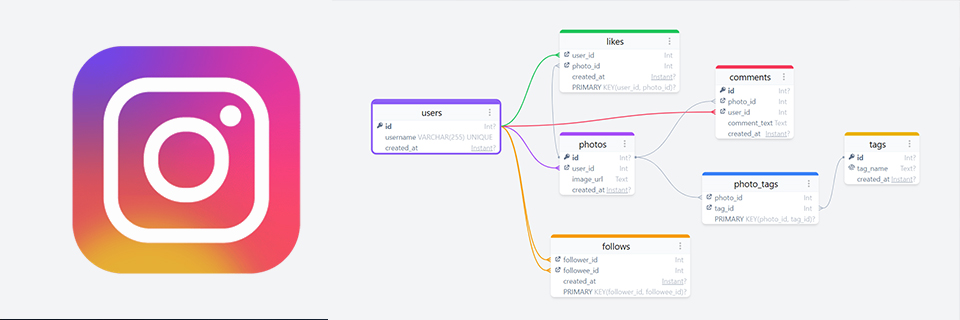 users
id Int?
username VARCHAR(255) UNIQUE
created_at Instant?
likes
user_id Int
photo_id Int
created_at Instant?
PRIMARY KEY(user_id, photo_id)?
photos
id Int?
user_id Int
image_url Text
created_at Instant?
follows
follower_id Int
followee_id Int
created_at Instant?
PRIMARY KEY(follower_id, followee_id)?
comments
id Int?
photo_id Int
user_id Int
comment_text Text
created_at Instant?
photo_tags
photo_id Int
tag_id Int
PRIMARY KEY(photo_id, tag_id)?
tags
id Int?
tag_name Text?
created_at Instant?